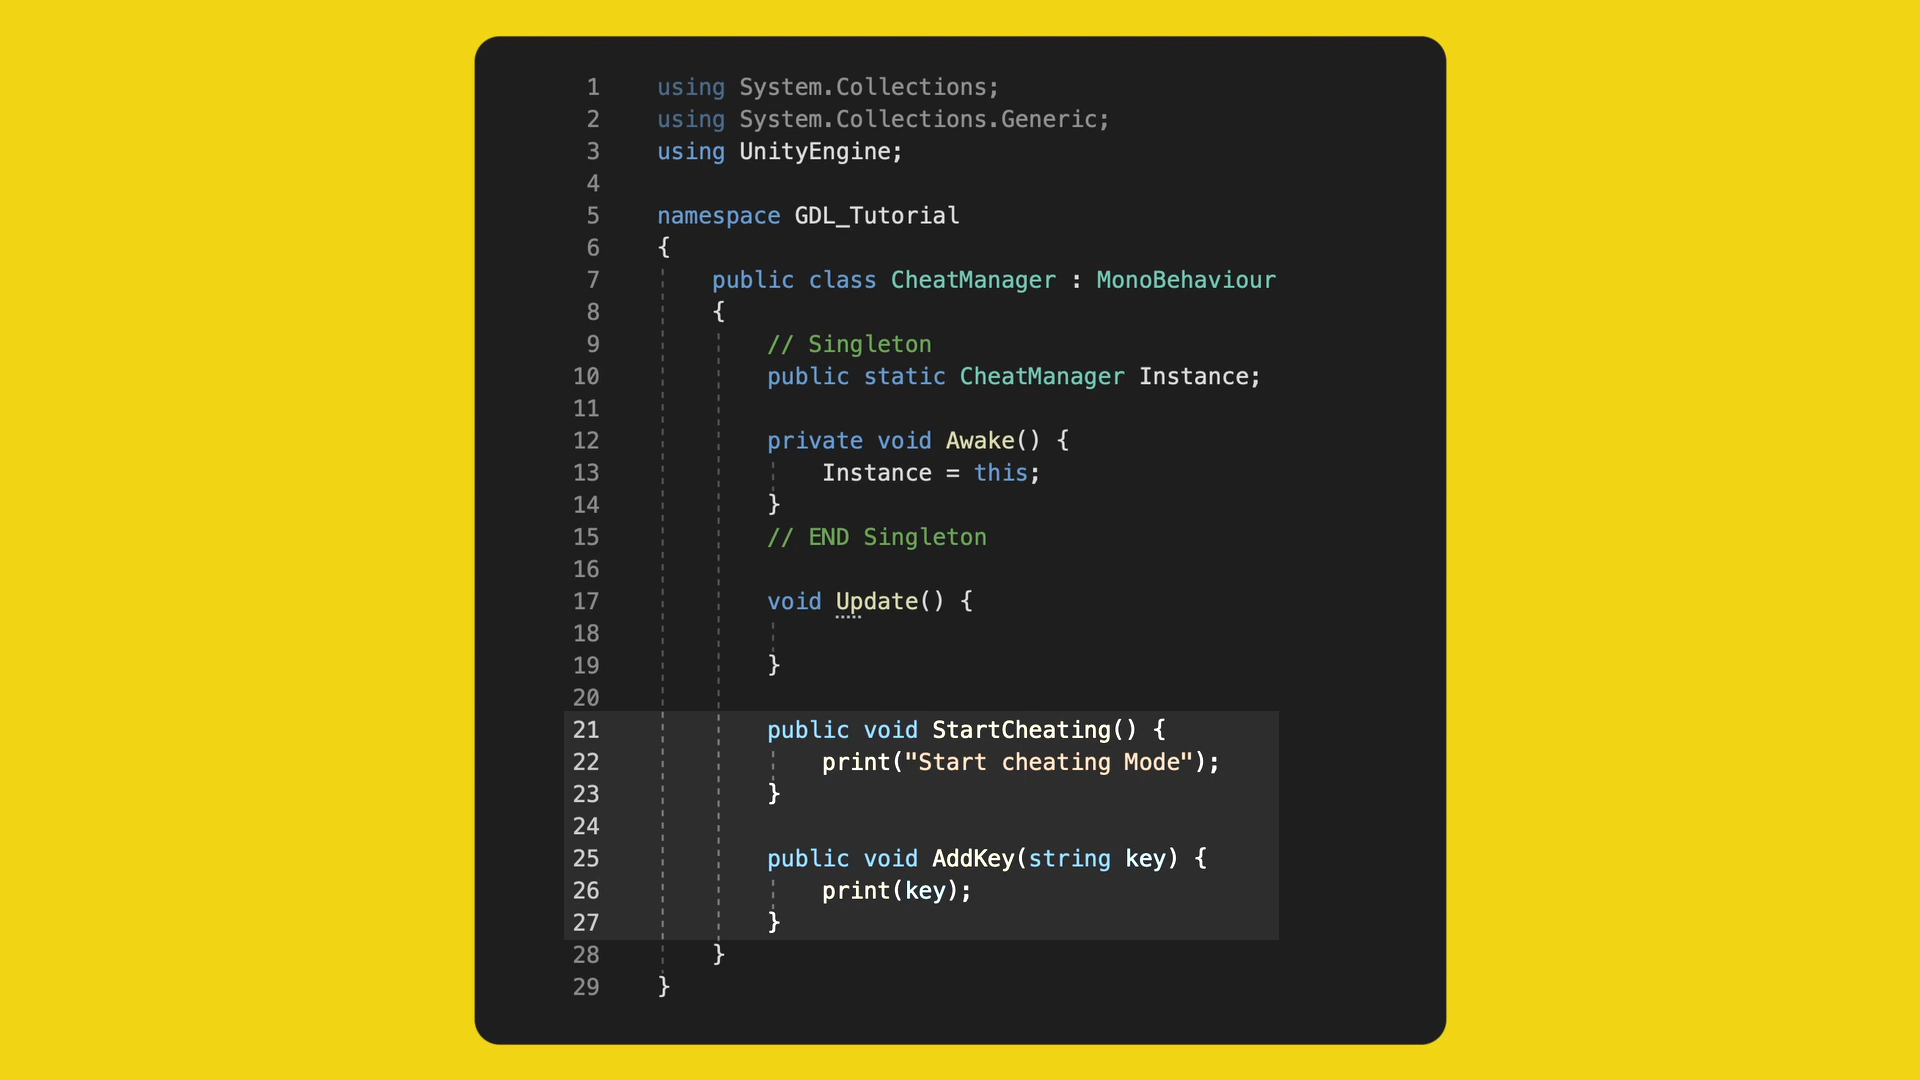 1 using System.Collections;
2 using System.Collections.Generic;
3 using UnityEngine;
4
5 namespace GDL_Tutorial
6 {
7 public class CheatManager : MonoBehaviour
8 {
9 // Singleton
10 public static CheatManager Instance;
11
12 private void Awake() {
13 Instance = this;
14 }
15 // END Singleton
16
17 void Update() {
18
19 }
20
21 public void StartCheating() {
22 print("Start cheating Mode");
23 }
24
25 public void AddKey(string key) {
26 print(key);
27 }
28 }
29 }